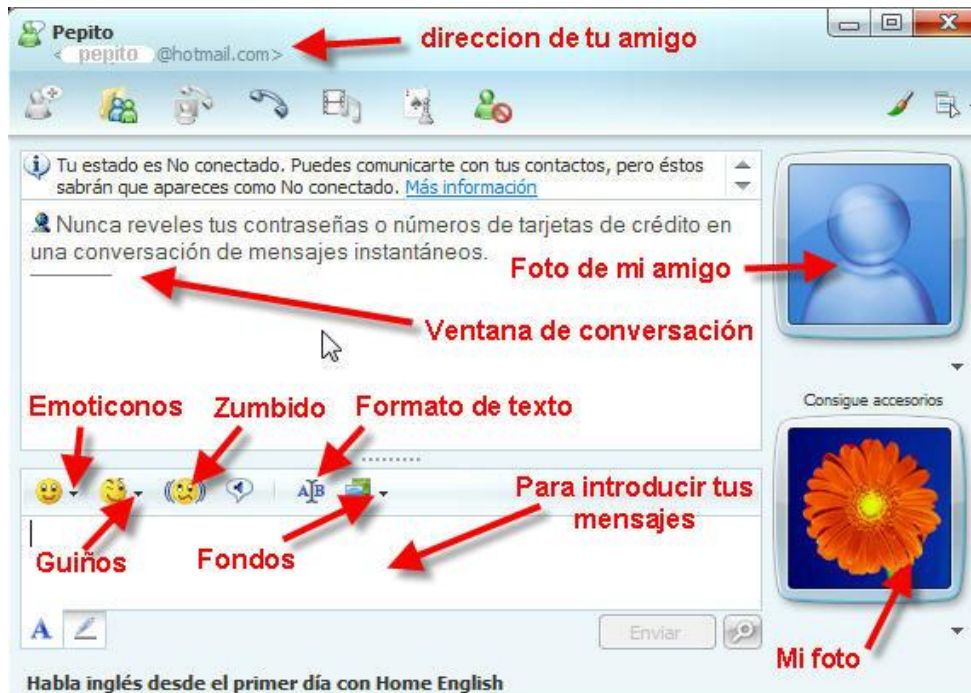 Pepito
< pepito @hotmail.com>
direccion de tu amigo
Tu estado es No conectado. Puedes comunicarte con tus contactos, pero éstos
sabrán que apareces como No conectado. Más información
Nunca reveles tus contraseñas o números de tarjetas de crédito en
una conversación de mensajes instantáneos.
Foto de mi amigo
Ventana de conversación
Emoticonos
Zumbido
Formato de texto
Consigue accesorios
A B
Para introducir tus
mensajes
Guiños
Fondos
A
Enviar
Mi foto
Habla inglés desde el primer día con Home English